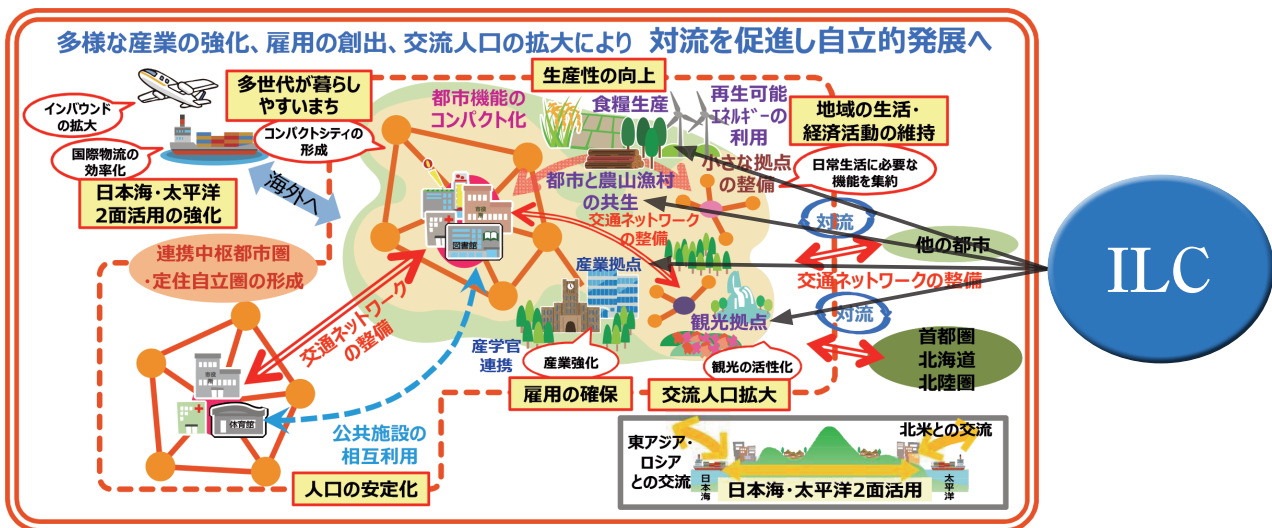 多様な産業の強化、雇用の創出、交流人口の拡大により 対流を促進し自立的発展へ
インバウンド
の拡大
国際物流の
効率化
日本海・太平洋
2面活用の強化
海外へ
多世代が暮らし
やすいまち
コンパクトシティの
形成
都市機能の
コンパクト化
生産性の向上
食糧生産
再生可能
エネルギーの
利用
地域の生活・
経済活動の維持
小さな拠点
の整備
日常生活に必要な
機能を集約
都市と農山漁村
の共生
交通ネットワーク
の整備
図書館
対流
他の都市
交通ネットワークの整備
対流
首都圏
北海道
北陸圏
ILC
連携中枢都市圏
・定住自立圏の形成
交通ネットワーク
の整備
体育館
公共施設の
相互利用
人口の安定化
産業拠点
産学官
連携
産業強化
雇用の確保
観光拠点
観光の活性化
交流人口拡大
東アジア・
ロシア
との交流
北米との交流
日本海
日本海・太平洋2面活用
太平洋